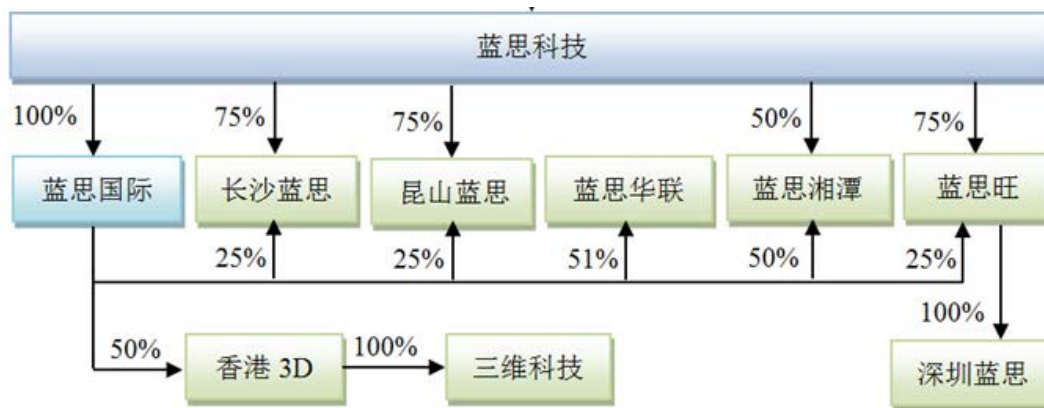 蓝思科技
100%
75%
75%
50%
75%
蓝思国际
长沙蓝思
昆山蓝思
蓝思华联
蓝思湘潭
蓝思旺
25%
25%
51%
50%
25%
100%
50%
香港 3D
100%
三维科技
深圳蓝思